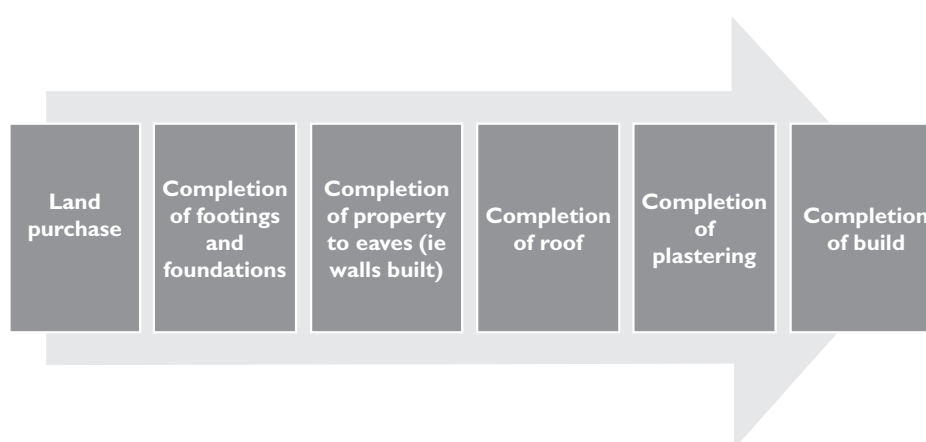 Land
purchase
Completion
of footings
and
foundations
Completion
of property
to eaves (ie
walls built)
Completion
of roof
Completion
of
plastering
Completion
of build